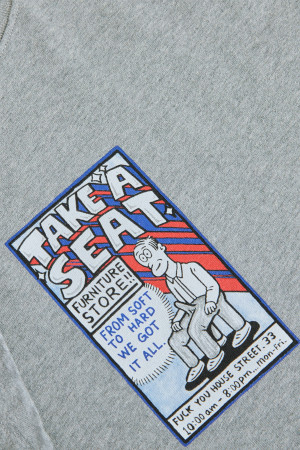 TAKE A
SEAT
FURNITURE
STORE!!
FROM SOFT
TO HARD
WE GOT
IT ALL.
FUCK YOU HOUSE STREET. 33
10:00 am - 8:00pm.. mon-fri.